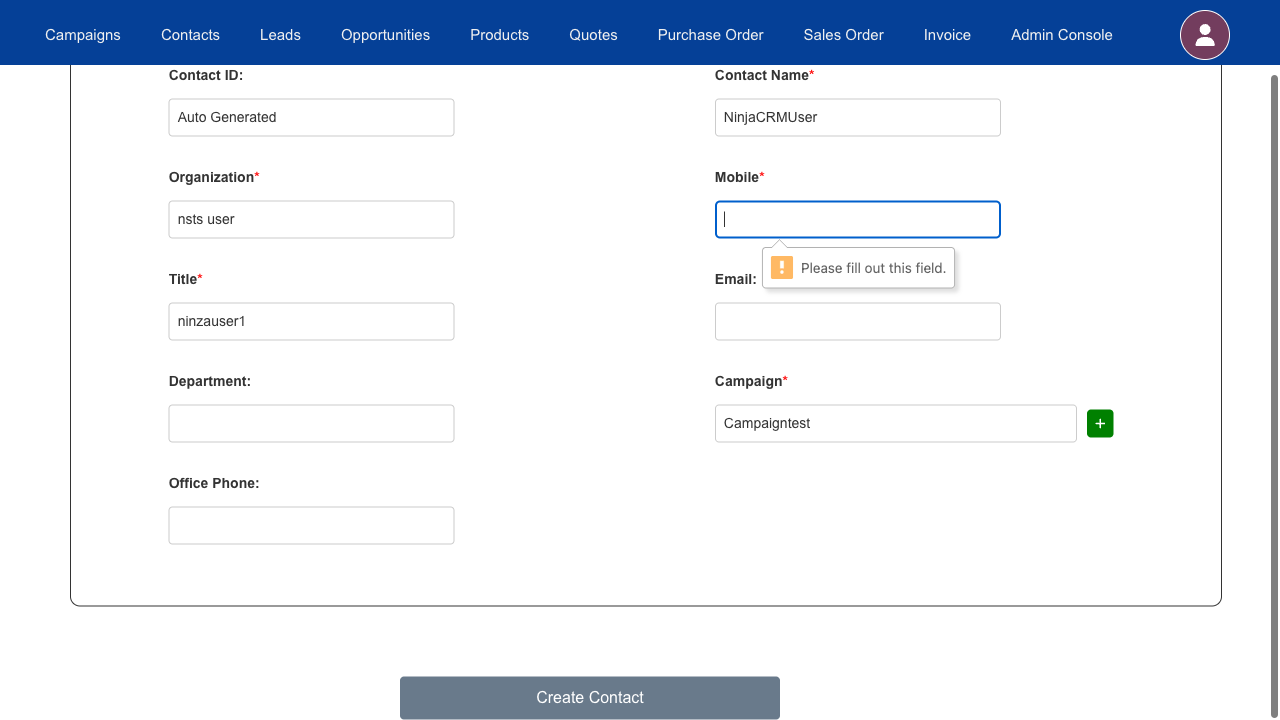 Campaigns Contacts Leads Opportunities Products Quotes Purchase Order Sales Order Invoice Admin Console
Contact ID:
Auto Generated
Contact Name*
NinjaCRMUser
Organization*
nsts user
Mobile*
Please fill out this field.
Title*
ninzauser1
Email:
Department:
Campaign*
Campaigntest
+
Office Phone:
Create Contact